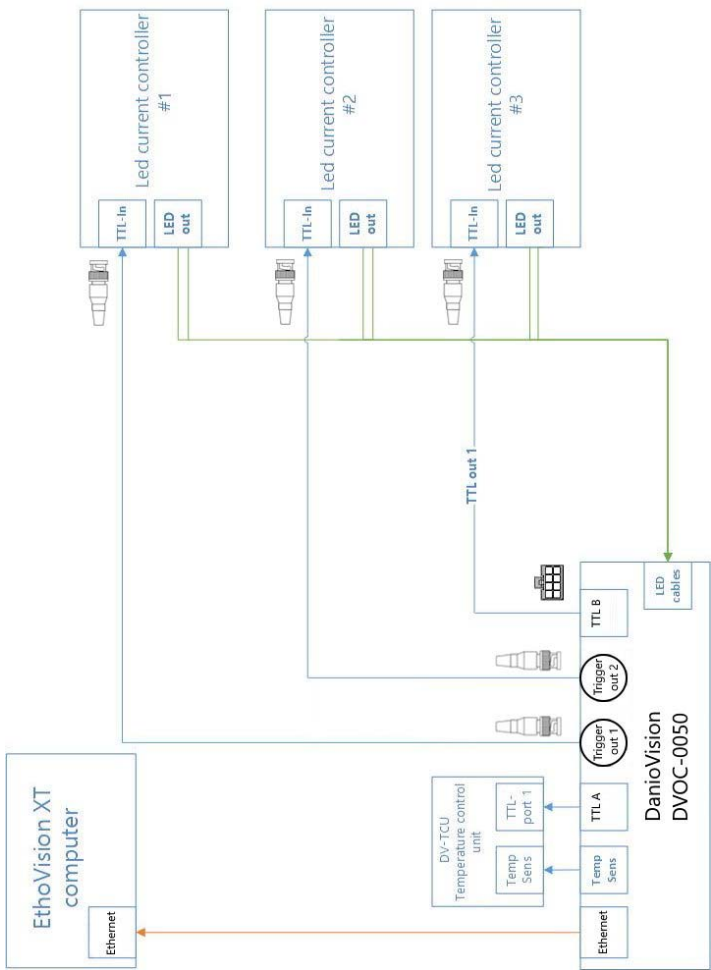 Led current controller
#1
TTL-In
LED
out
Led current controller
#2
TTL-In
LED
out
Led current controller
#3
TTL-In
LED
out
TTL out 1
EthoVision XT
computer
Ethernet
DV-TCU
Temperature control
unit
Temp
Sens
TTL-
port 1
Ethernet
Temp
Sens
TTL A
Trigger
out 1
Trigger
out 2
TTL B
LED
cables
DanioVision
DVOC-0050